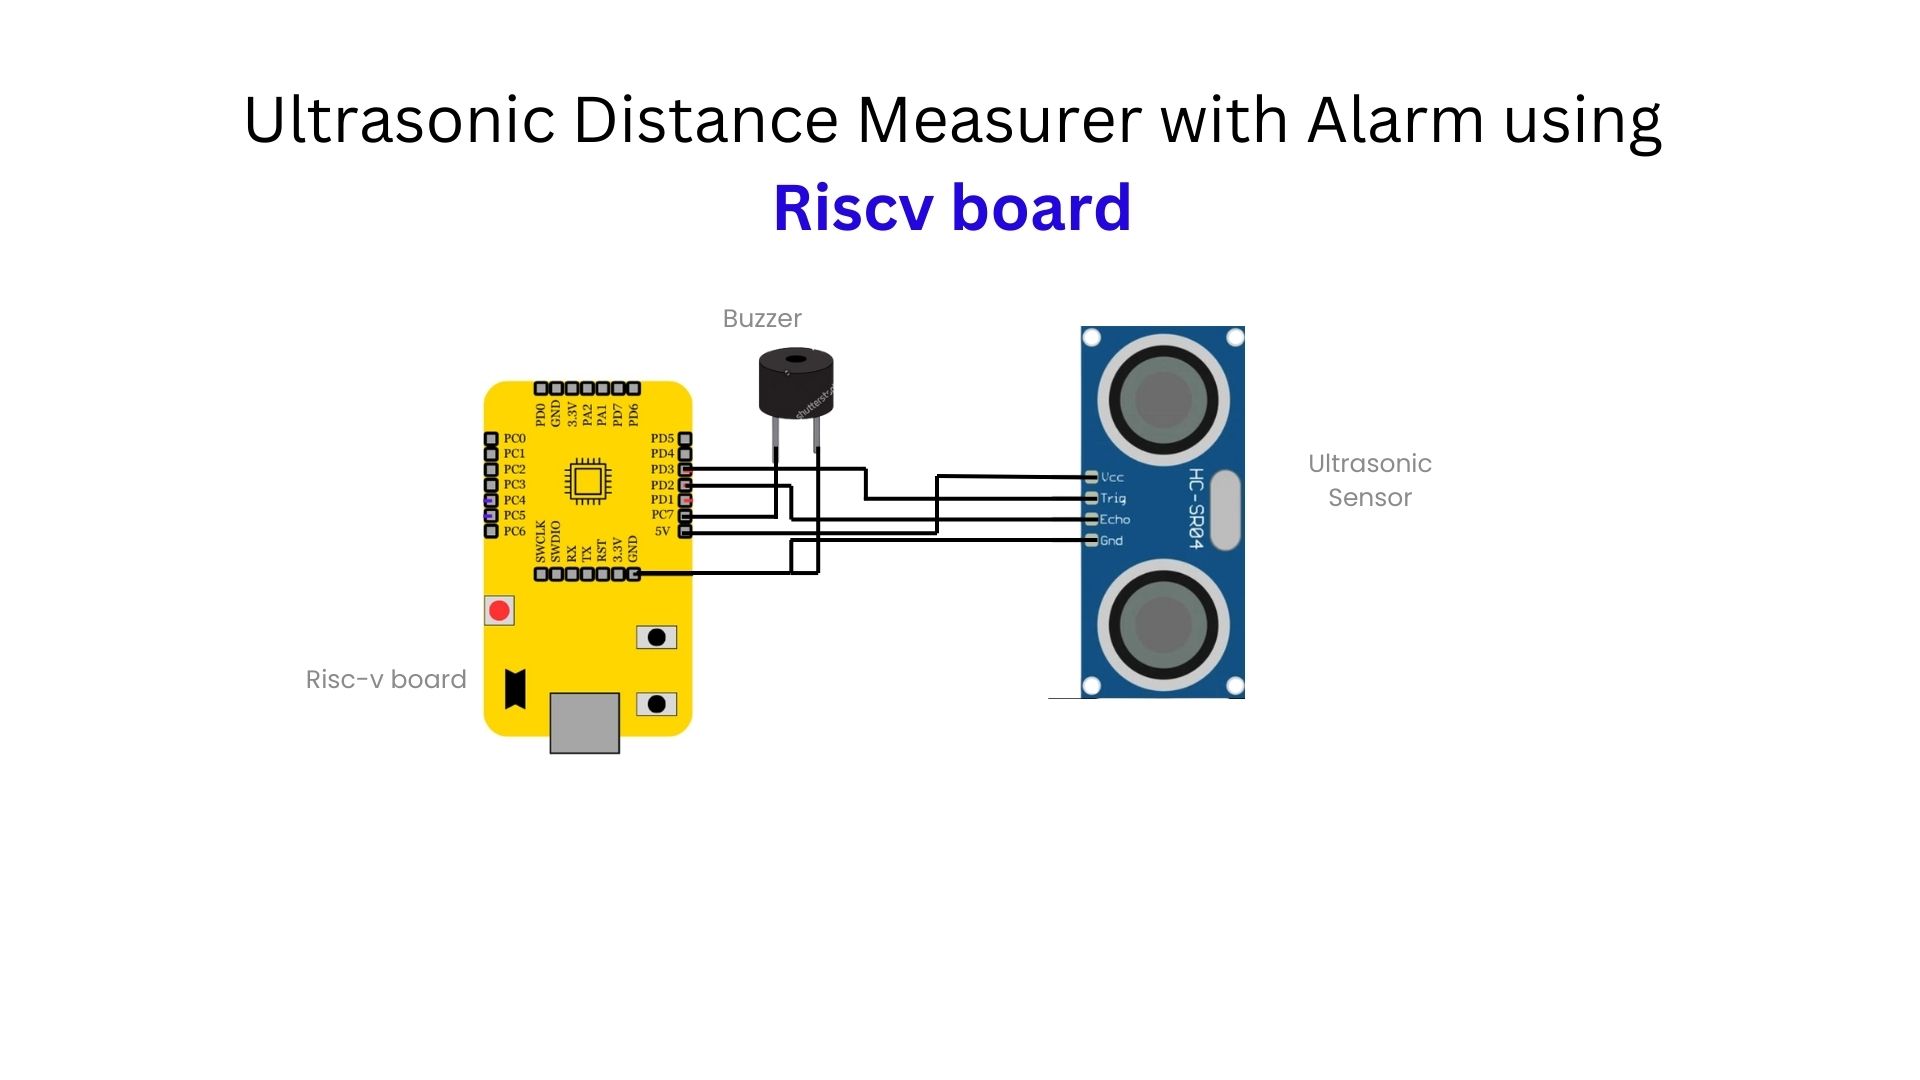 Ultrasonic Distance Measurer with Alarm using
Riscv board
Buzzer
shutterstock
PD0
GND
3.3V
PA2
PA1
PD7
PD6
PC0
PC1
PC2
PC3
PC4
PC5
PC6
PD5
PD4
PD3
PD2
PD1
PC7
5V
SWCLK
SWDIO
RX
TX
RST
3.3V
GND
Risc-v board
Vcc
Trig
Echo
Gnd
HC-SR04
Ultrasonic
Sensor